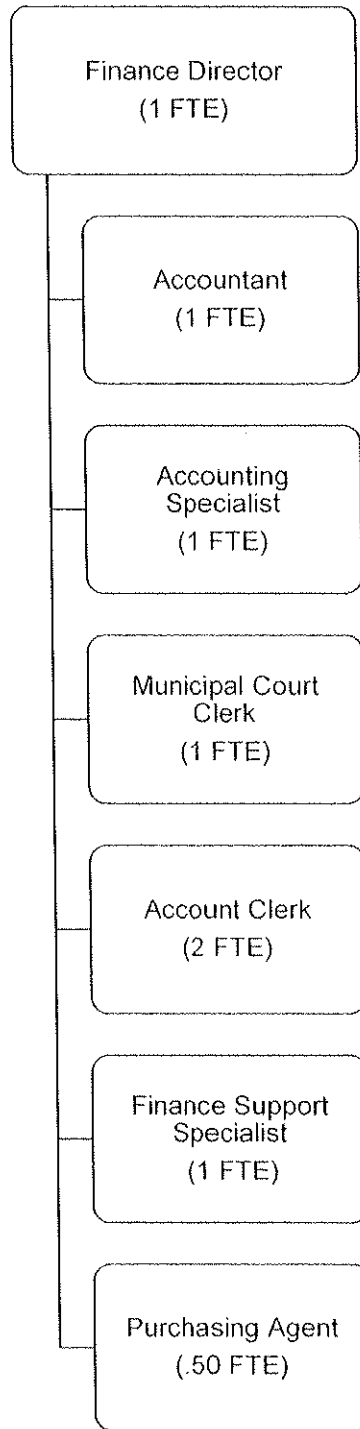 Finance Director
(1 FTE)
Accountant
(1 FTE)
Accounting
Specialist
(1 FTE)
Municipal Court
Clerk
(1 FTE)
Account Clerk
(2 FTE)
Finance Support
Specialist
(1 FTE)
Purchasing Agent
(.50 FTE)